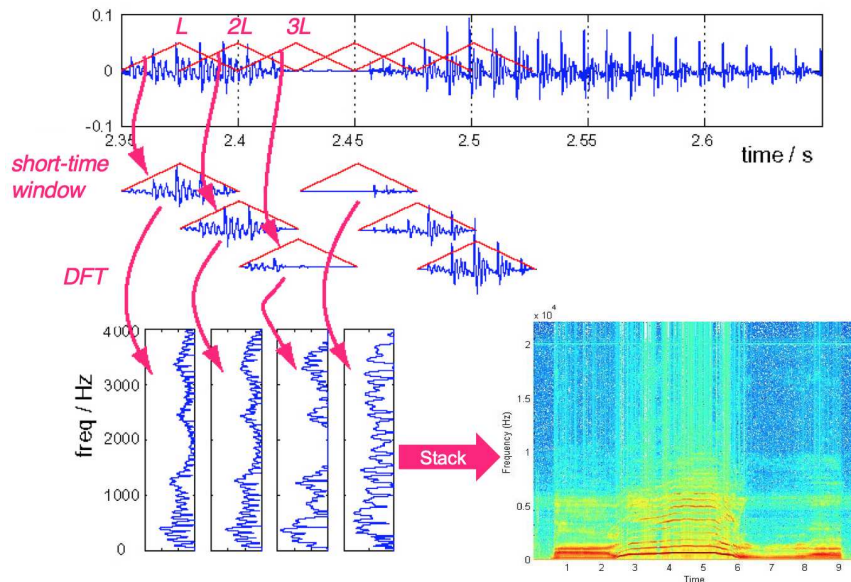 L 2L 3L
0.1
0
-0.1
2.35 2.4 2.45 2.5 2.55 2.6
time / s
short-time
window
DFT
4000
3000
2000
1000
0
freq / Hz
Stack
x 10⁴
2
1.5
1
0.5
0
Frequency (Hz)
1 2 3 4 5 6 7 8 9
Time